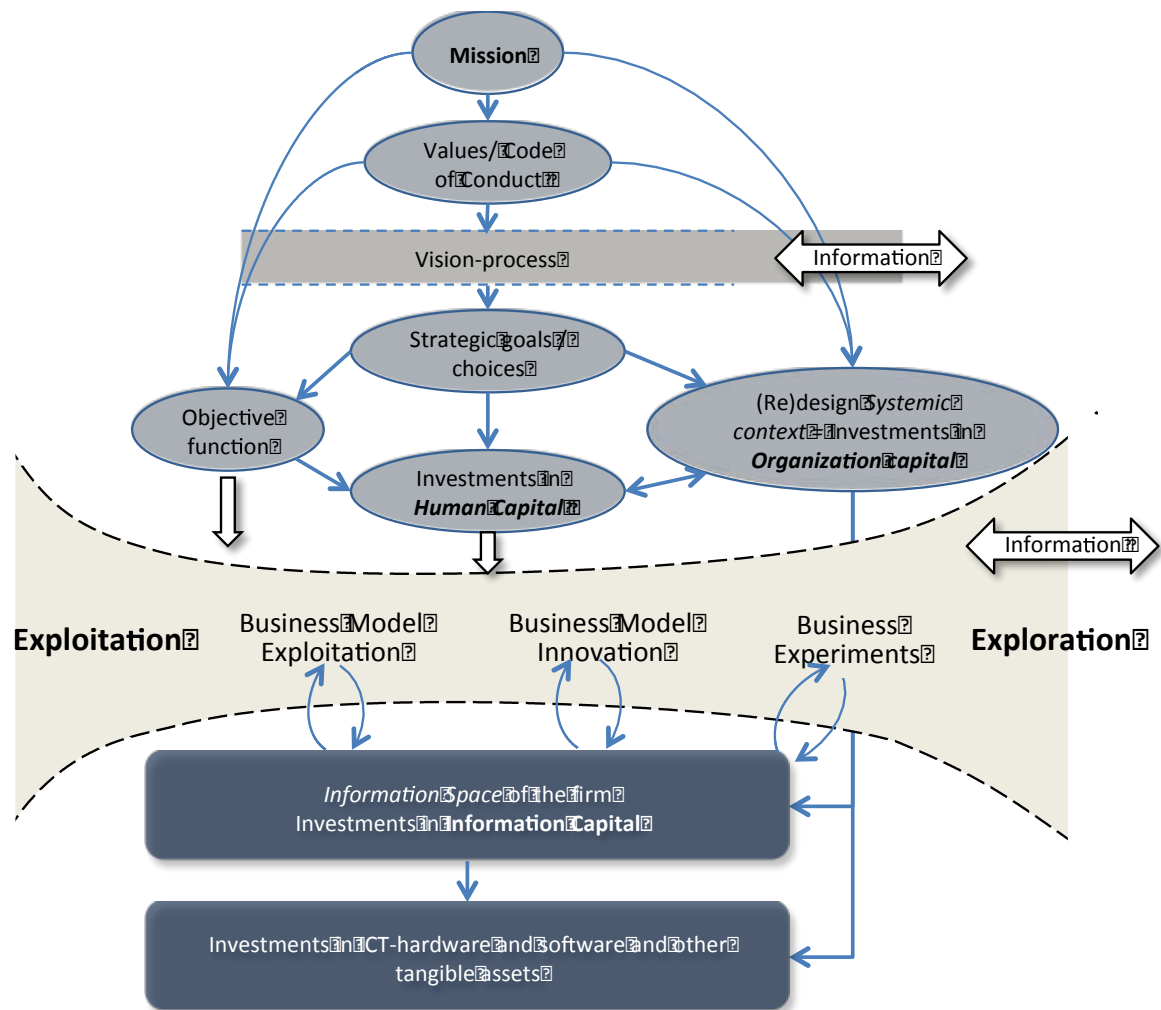 Mission
Values/ Code
of Conduct
Vision-process
Information
Strategic goals /
choices
Objective
function
(Re)design Systemic
context = Investments in
Organization capital
Investments in
Human Capital
Information
Exploitation
Business Model
Exploitation
Business Model
Innovation
Business
Experiments
Exploration
Information Space of the firm
Investments in Information Capital
Investments in ICT-hardware and software and other
tangible assets